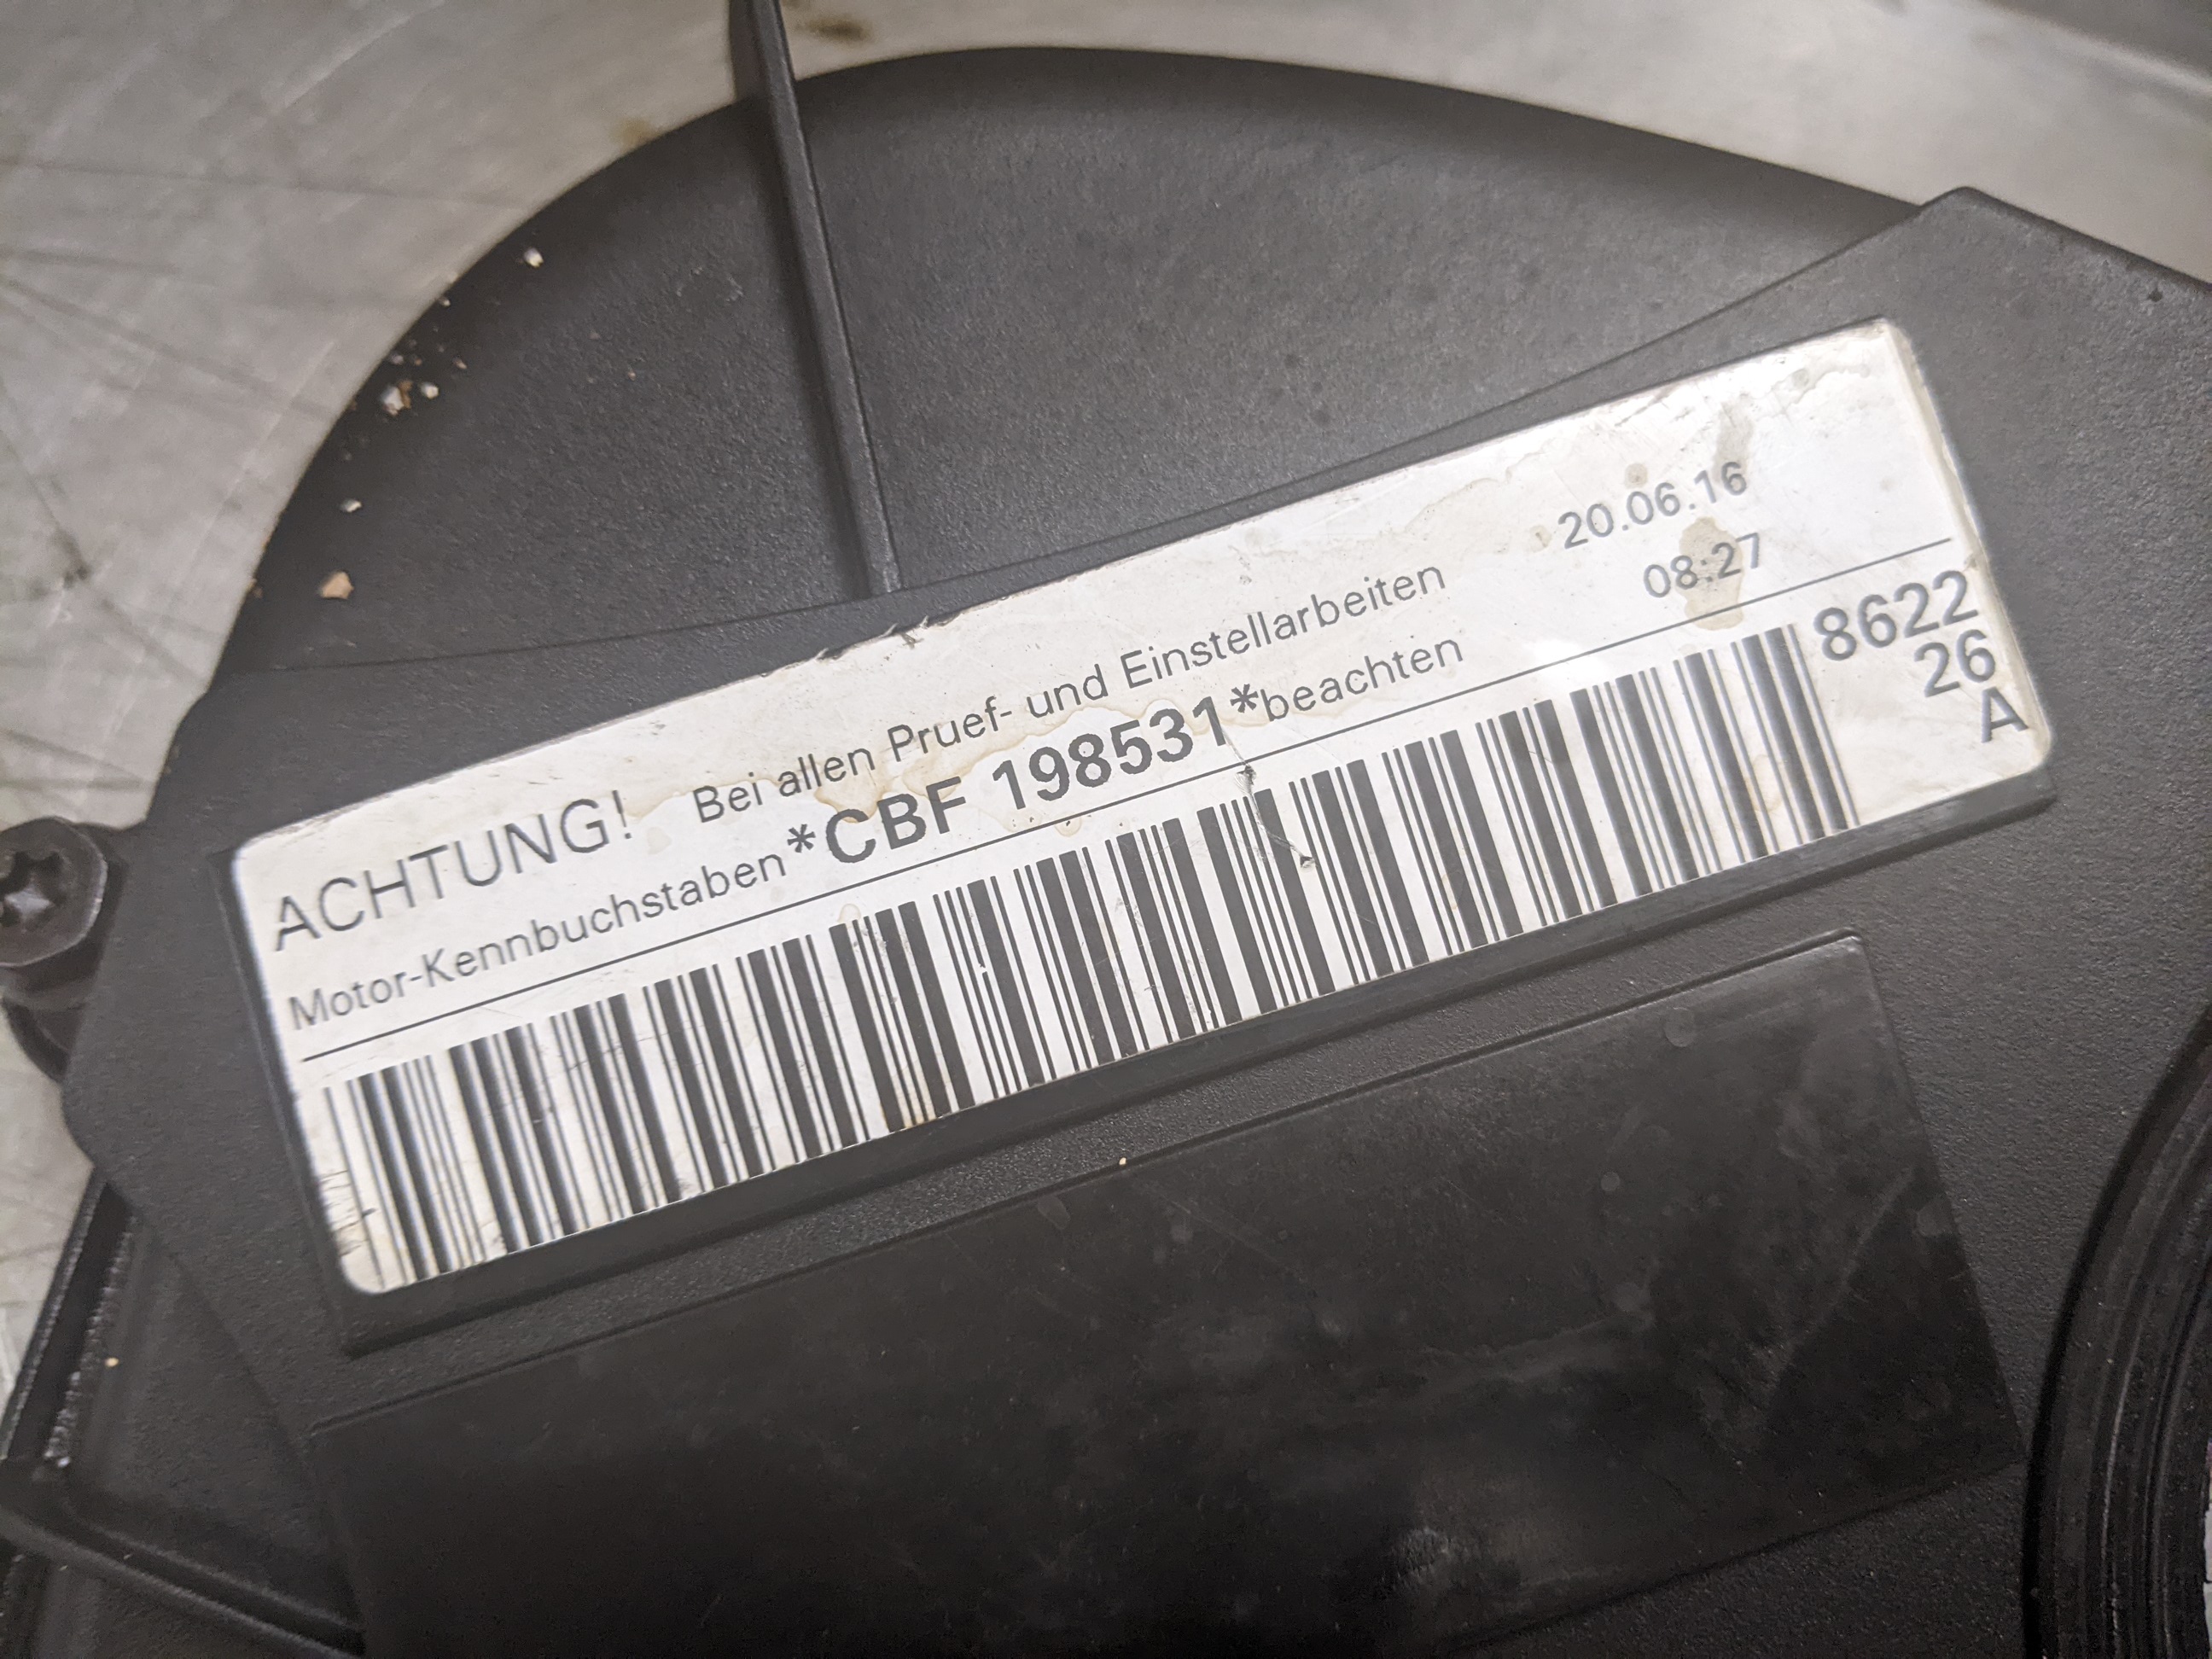 ACHTUNG! Bei allen Pruef- und Einstellarbeiten 20.06.16
Motor-Kennbuchstaben*CBF 198531*beachten 08:27
8622
26
A